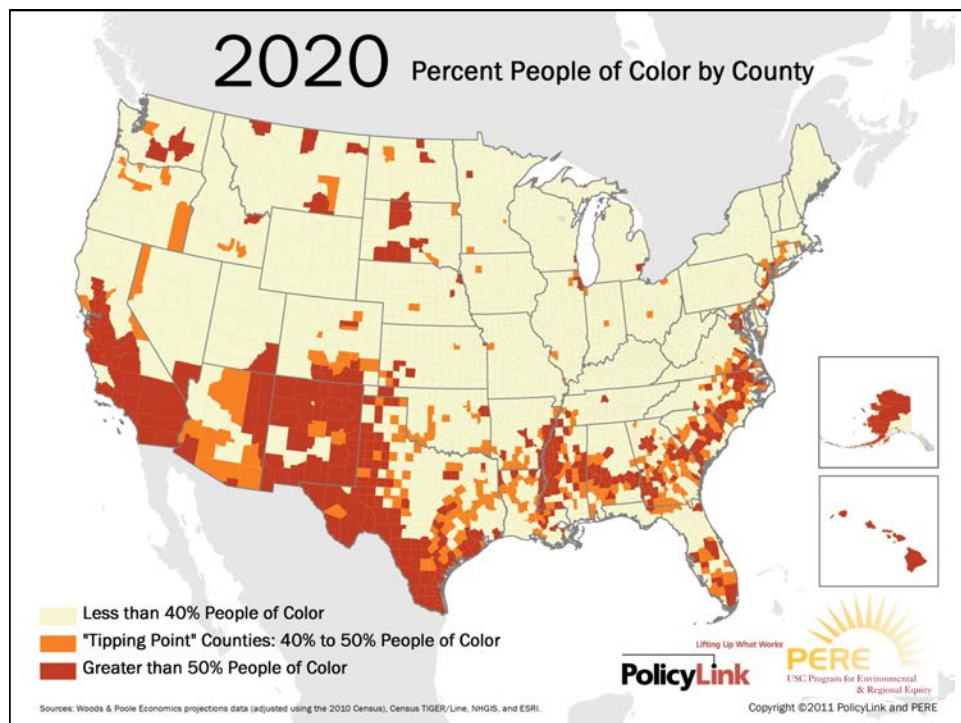 2020 Percent People of Color by County
Less than 40% People of Color
"Tipping Point" Counties: 40% to 50% People of Color
Greater than 50% People of Color
Lifting Up What Works
PolicyLink
PERE
USC Program for Environmental
& Regional Equity
Sources: Woods & Poole Economics projections data (adjusted using the 2010 Census), Census TIGER/Line, NHGIS, and ESRI.
Copyright ©2011 PolicyLink and PERE